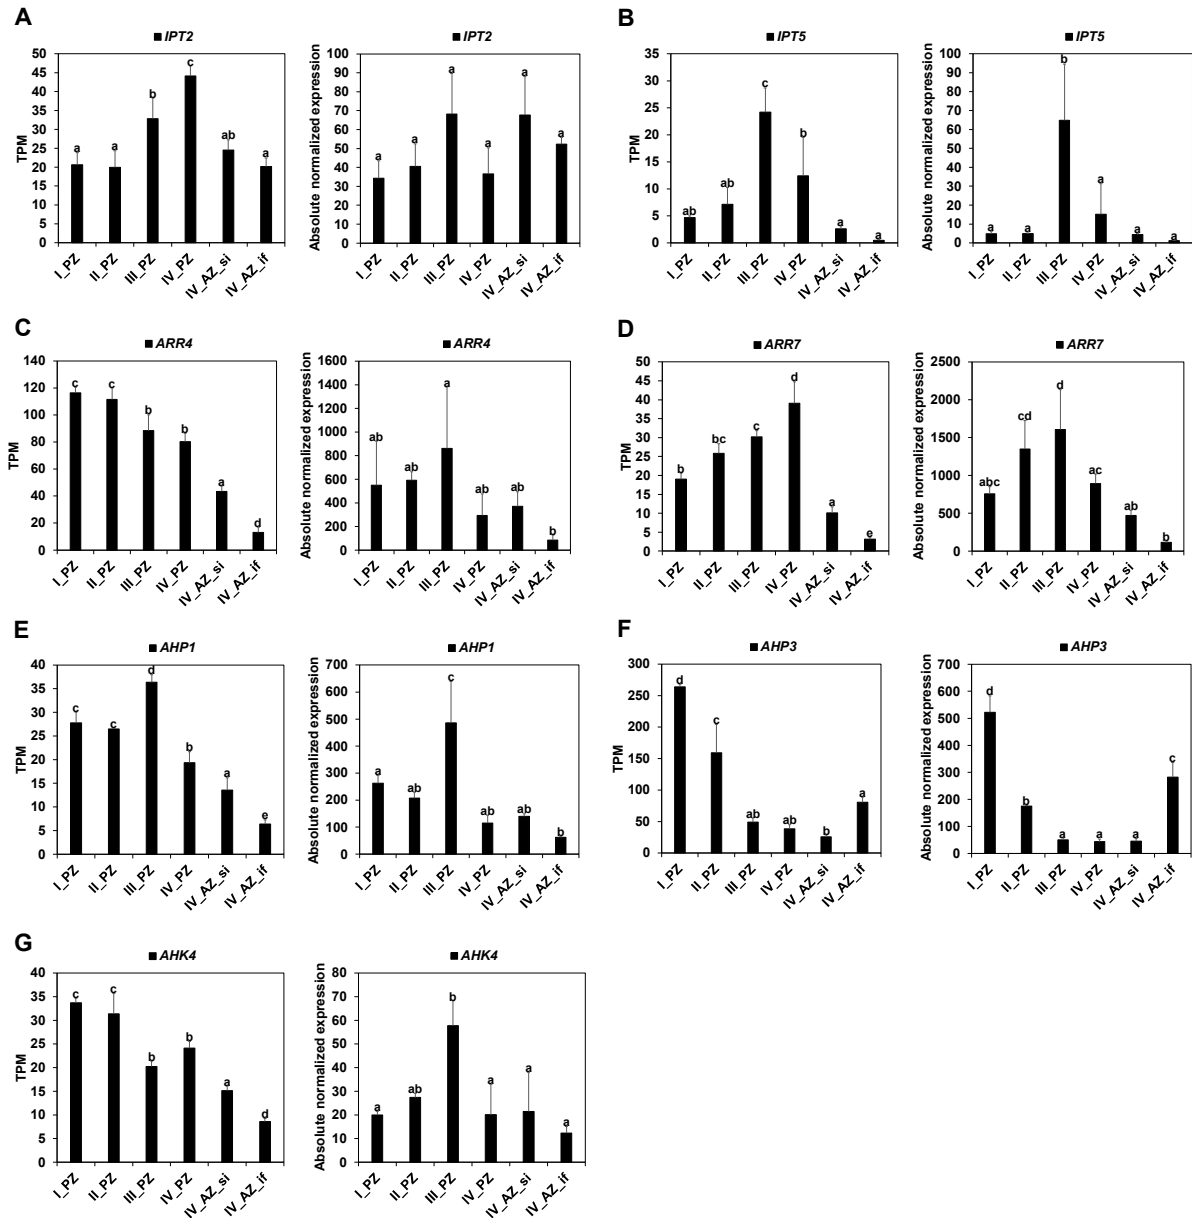 A
IPT2
TPM
50
45
40
35
30
25
20
15
10
5
0
a
a
b
c
ab
a
I_PZ
II_PZ
III_PZ
IV_PZ
IV_AZ_si
IV_AZ_if
IPT2
Absolute normalized expression
100
90
80
70
60
50
40
30
20
10
0
a
a
a
a
a
a
I_PZ
II_PZ
III_PZ
IV_PZ
IV_AZ_si
IV_AZ_if
B
IPT5
TPM
35
30
25
20
15
10
5
0
ab
ab
c
b
a
a
I_PZ
II_PZ
III_PZ
IV_PZ
IV_AZ_si
IV_AZ_if
IPT5
Absolute normalized expression
100
90
80
70
60
50
40
30
20
10
0
a
a
b
a
a
a
I_PZ
II_PZ
III_PZ
IV_PZ
IV_AZ_si
IV_AZ_if
C
ARR4
TPM
140
120
100
80
60
40
20
0
c
c
b
b
a
d
I_PZ
II_PZ
III_PZ
IV_PZ
IV_AZ_si
IV_AZ_if
ARR4
Absolute normalized expression
1600
1400
1200
1000
800
600
400
200
0
ab
ab
a
ab
ab
b
I_PZ
II_PZ
III_PZ
IV_PZ
IV_AZ_si
IV_AZ_if
D
ARR7
TPM
50
45
40
35
30
25
20
15
10
5
0
b
bc
c
d
a
e
I_PZ
II_PZ
III_PZ
IV_PZ
IV_AZ_si
IV_AZ_if
ARR7
Absolute normalized expression
2500
2000
1500
1000
500
0
abc
cd
d
ac
ab
b
I_PZ
II_PZ
III_PZ
IV_PZ
IV_AZ_si
IV_AZ_if
E
AHP1
TPM
40
35
30
25
20
15
10
5
0
c
c
d
b
a
e
I_PZ
II_PZ
III_PZ
IV_PZ
IV_AZ_si
IV_AZ_if
AHP1
Absolute normalized expression
700
600
500
400
300
200
100
0
a
ab
c
ab
ab
b
I_PZ
II_PZ
III_PZ
IV_PZ
IV_AZ_si
IV_AZ_if
F
AHP3
TPM
300
250
200
150
100
50
0
d
c
ab
ab
b
a
I_PZ
II_PZ
III_PZ
IV_PZ
IV_AZ_si
IV_AZ_if
AHP3
Absolute normalized expression
700
600
500
400
300
200
100
0
d
b
a
a
a
c
I_PZ
II_PZ
III_PZ
IV_PZ
IV_AZ_si
IV_AZ_if
G
AHK4
TPM
40
35
30
25
20
15
10
5
0
c
c
b
b
a
d
I_PZ
II_PZ
III_PZ
IV_PZ
IV_AZ_si
IV_AZ_if
AHK4
Absolute normalized expression
80
70
60
50
40
30
20
10
0
a
ab
b
a
a
a
I_PZ
II_PZ
III_PZ
IV_PZ
IV_AZ_si
IV_AZ_if